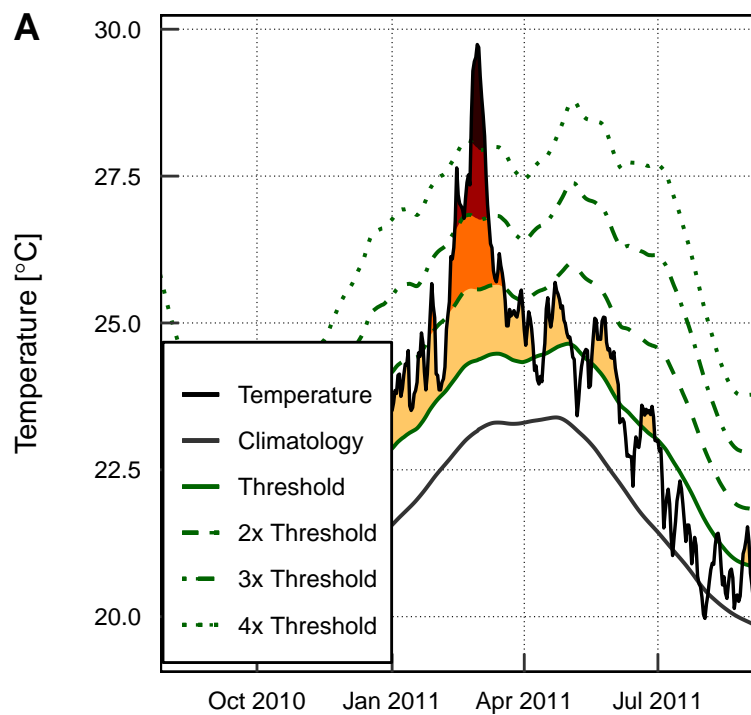 A
30.0
27.5
25.0
22.5
20.0
Temperature [°C]
Temperature
Climatology
Threshold
2x Threshold
3x Threshold
4x Threshold
Oct 2010 Jan 2011 Apr 2011 Jul 2011